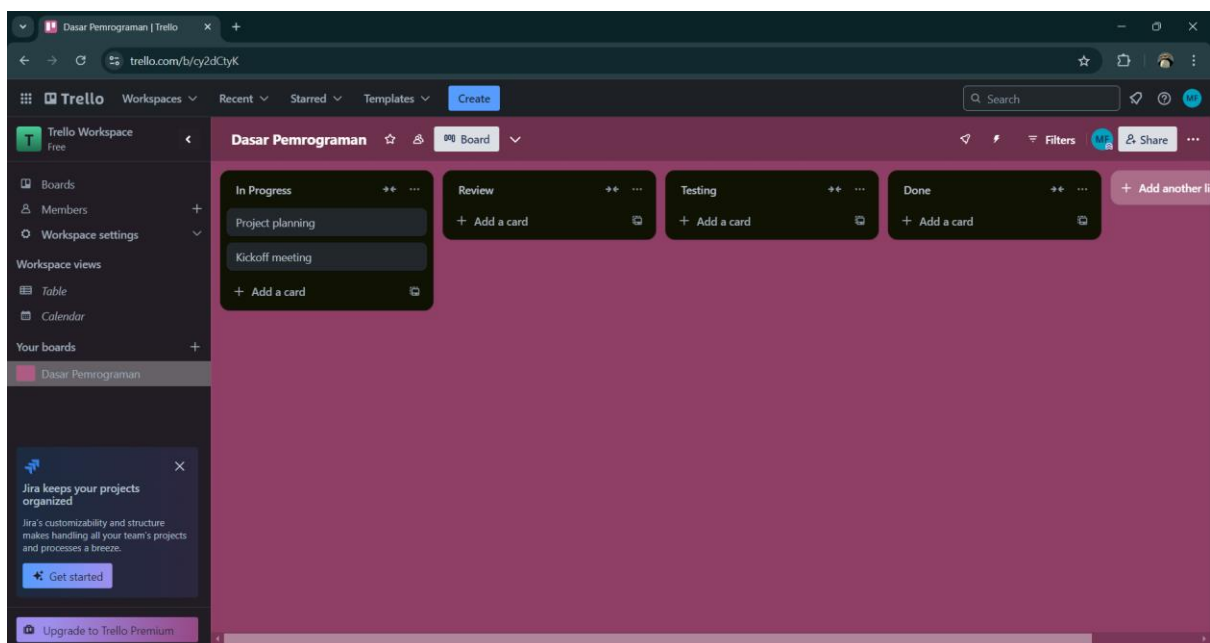 Dasar Pemrograman | Trello
trello.com/b/cy2dCtyK
Trello Workspaces Recent Starred Templates Create Search MF
T Trello Workspace
Free
Dasar Pemrograman Board Filters MF Share
Boards
Members
Workspace settings
Workspace views
Table
Calendar
Your boards
Dasar Pemrograman
Jira keeps your projects
organized
Jira's customizability and structure
makes handling all your team's projects
and processes a breeze.
Get started
Upgrade to Trello Premium
In Progress
Project planning
Kickoff meeting
+ Add a card
Review
+ Add a card
Testing
+ Add a card
Done
+ Add a card
+ Add another li